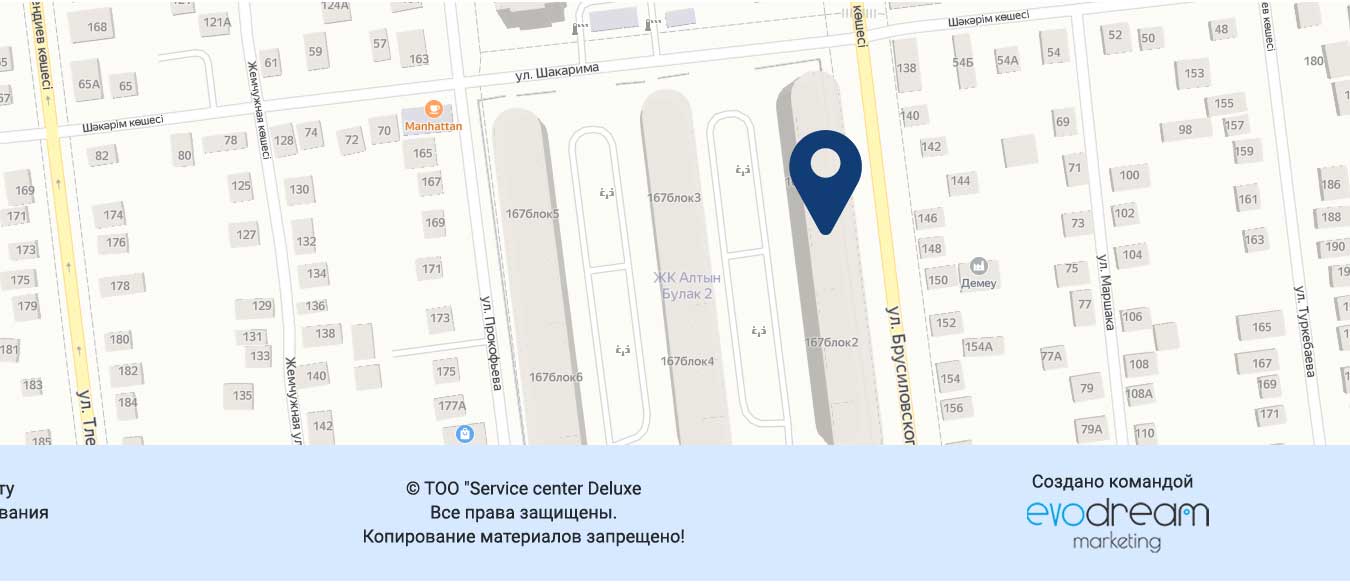 ендиев көшесі
168
121А
124А
163
57
59
61
65А
65
67
Шәкәрім көшесі
ул. Шакарима
Шәкәрім көшесі
көшесі
52
50
48
54
54А
54Б
138
153
180
Жемчужная көшесі
Manhattan
82
80
78
128
74
72
70
165
140
142
144
146
148
150
69
71
73
75
77
98
155
157
159
161
163
100
102
104
106
186
188
190
169
171
173
175
179
181
183
185
174
176
178
180
182
184
125
127
129
131
133
135
130
132
134
136
138
140
142
167
169
171
173
175
177А
167блок5
167блок3
167блок6
167блок4
167блок2
ЖК Алтын
Булак 2
Демеу
152
154А
154
156
77А
79
79А
108
108А
110
165
167
169
171
ул. Тле
Жемчужная ул
ул. Прокофьева
ул. Брусиловског
ул. Маршака
ул. Туркебаева
ев көшесі
ту
вания
© ТОО "Service center Deluxe
Все права защищены.
Копирование материалов запрещено!
Создано командой
evodream
marketing